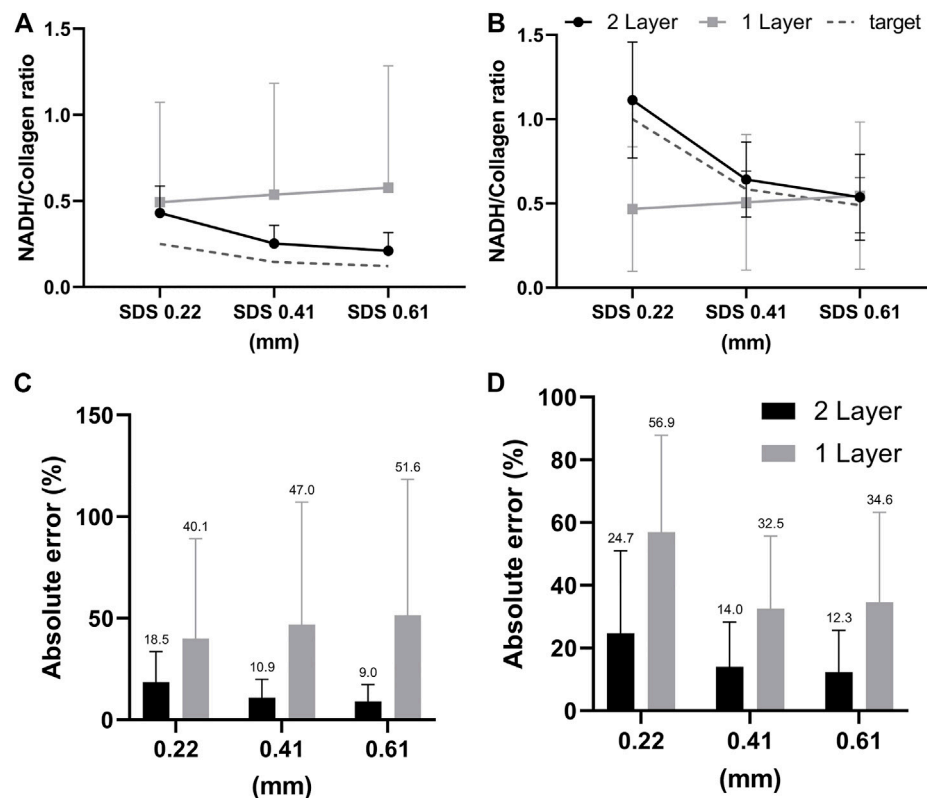 A
NADH/Collagen ratio
1.5
1.0
0.5
0.0
SDS 0.22 SDS 0.41 SDS 0.61
(mm)
B
2 Layer 1 Layer target
NADH/Collagen ratio
1.5
1.0
0.5
0.0
SDS 0.22 SDS 0.41 SDS 0.61
(mm)
C
Absolute error (%)
150
100
50
0
18.5
40.1
10.9
47.0
9.0
51.6
0.22 0.41 0.61
(mm)
D
2 Layer
1 Layer
Absolute error (%)
100
80
60
40
20
0
24.7
56.9
14.0
32.5
12.3
34.6
0.22 0.41 0.61
(mm)